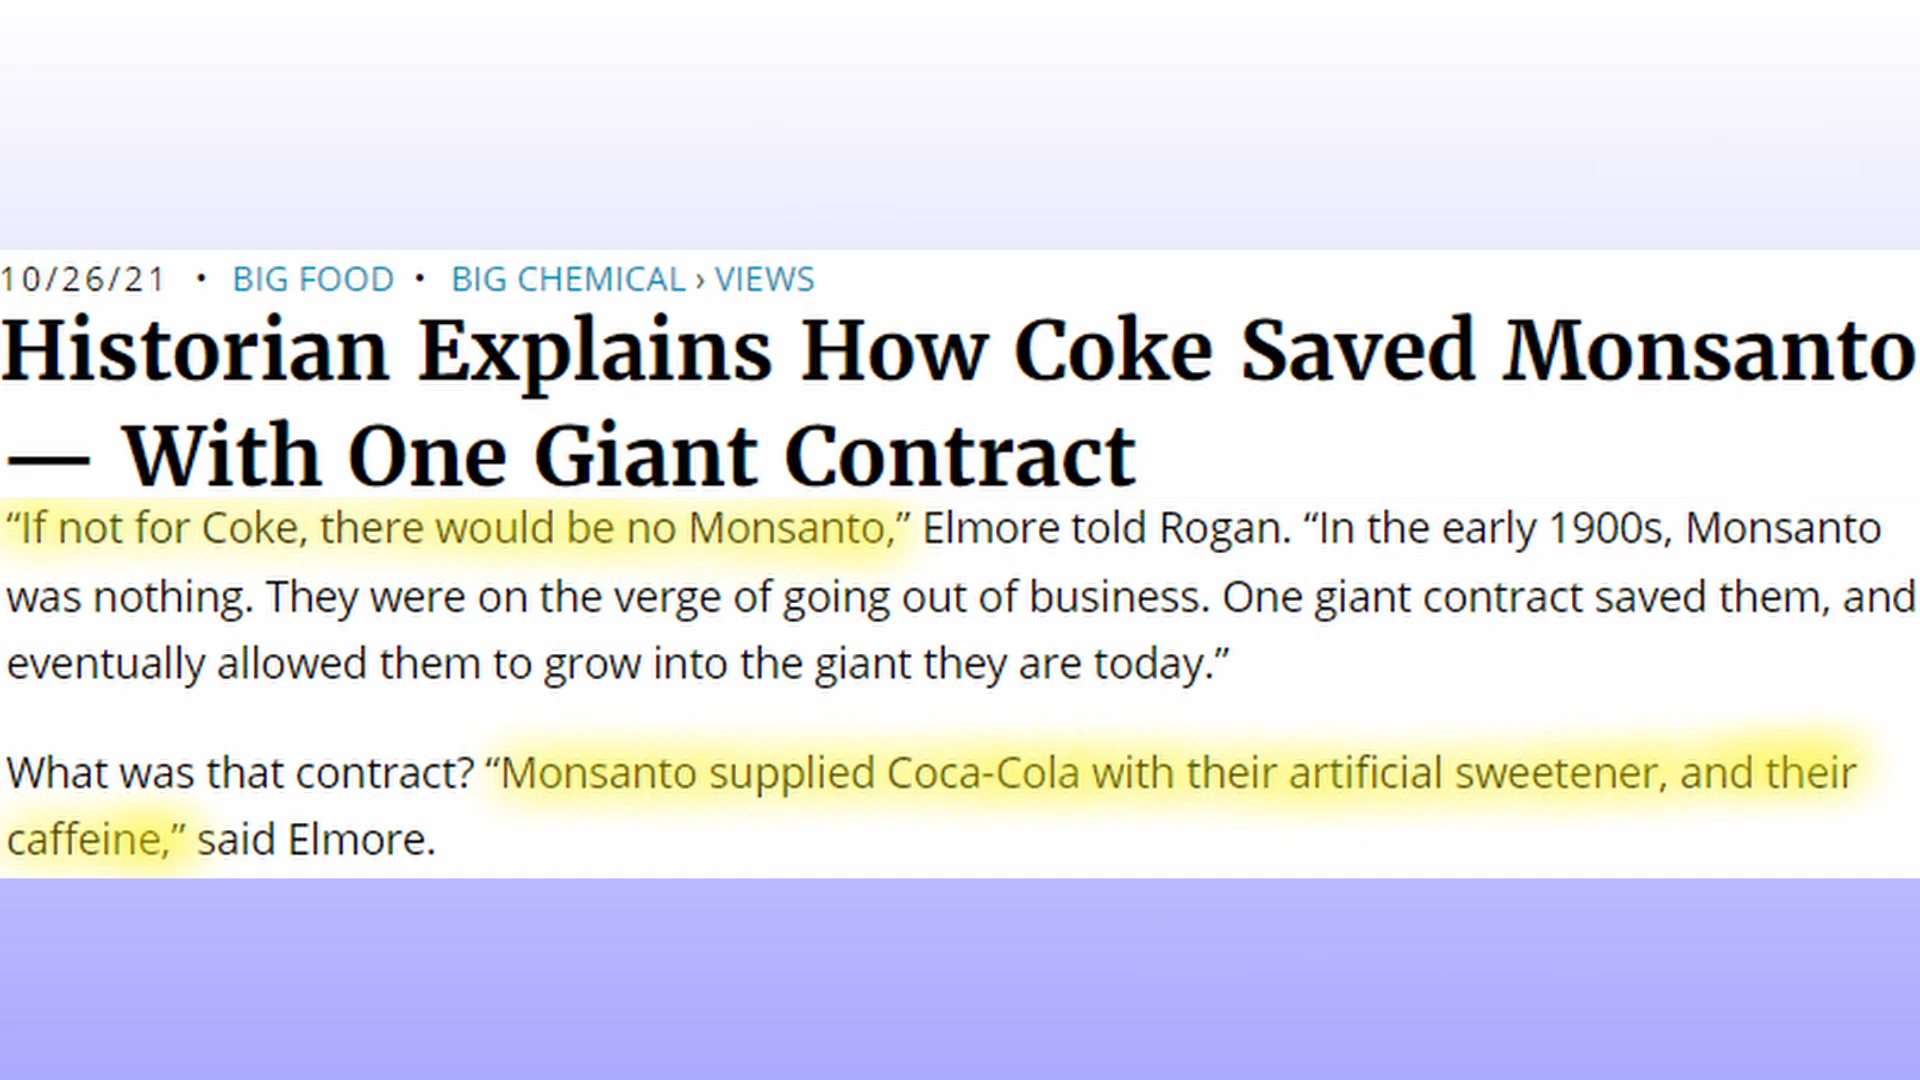 10/26/21 • BIG FOOD • BIG CHEMICAL › VIEWS
Historian Explains How Coke Saved Monsanto
— With One Giant Contract
“If not for Coke, there would be no Monsanto,” Elmore told Rogan. “In the early 1900s, Monsanto
was nothing. They were on the verge of going out of business. One giant contract saved them, and
eventually allowed them to grow into the giant they are today.”
What was that contract? “Monsanto supplied Coca-Cola with their artificial sweetener, and their
caffeine,” said Elmore.